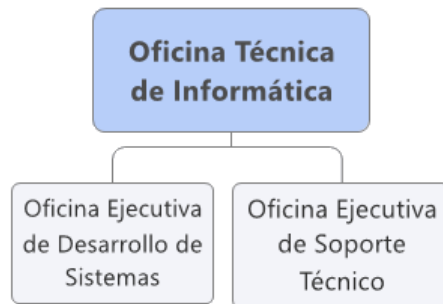 Oficina Técnica
de Informática
Oficina Ejecutiva
de Desarrollo de
Sistemas
Oficina Ejecutiva
de Soporte
Técnico